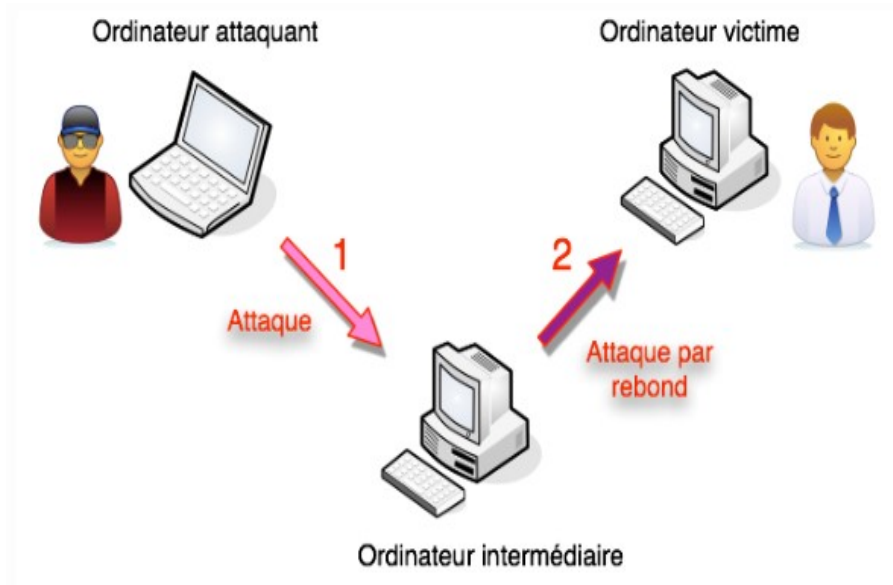 Ordinateur attaquant
Ordinateur victime
1
2
Attaque
Attaque par
rebond
Ordinateur intermédiaire